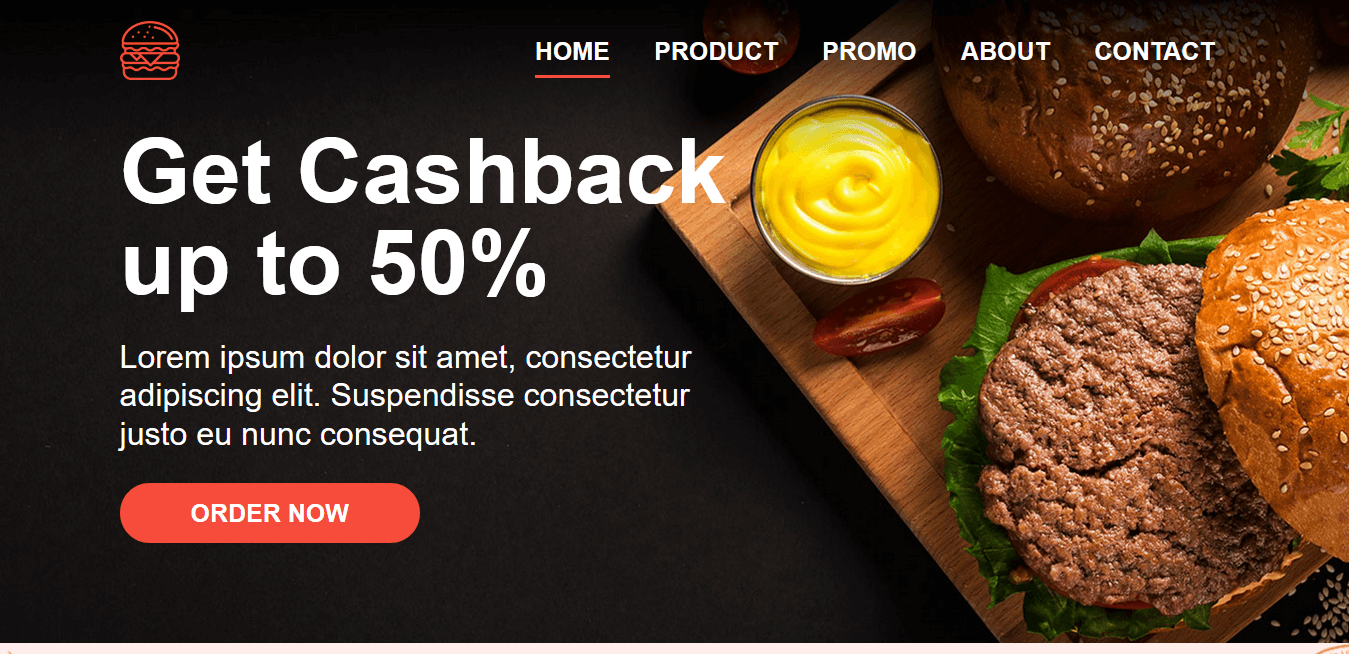 HOME PRODUCT PROMO ABOUT CONTACT
Get Cashback
up to 50%
Lorem ipsum dolor sit amet, consectetur
adipiscing elit. Suspendisse consectetur
justo eu nunc consequat.
ORDER NOW